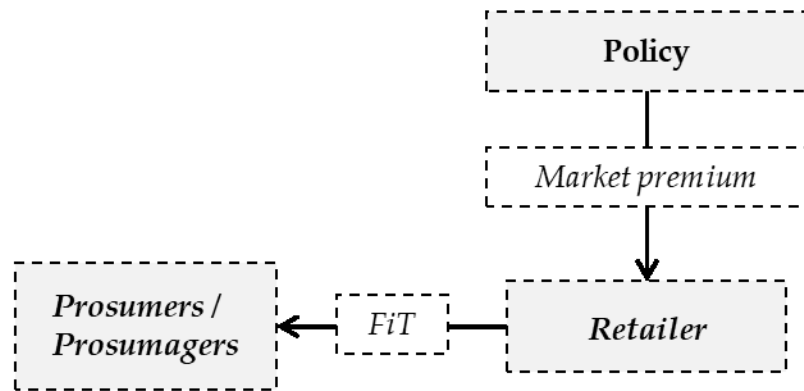 Policy
Market premium
Prosumers /
Prosumagers
FiT
Retailer